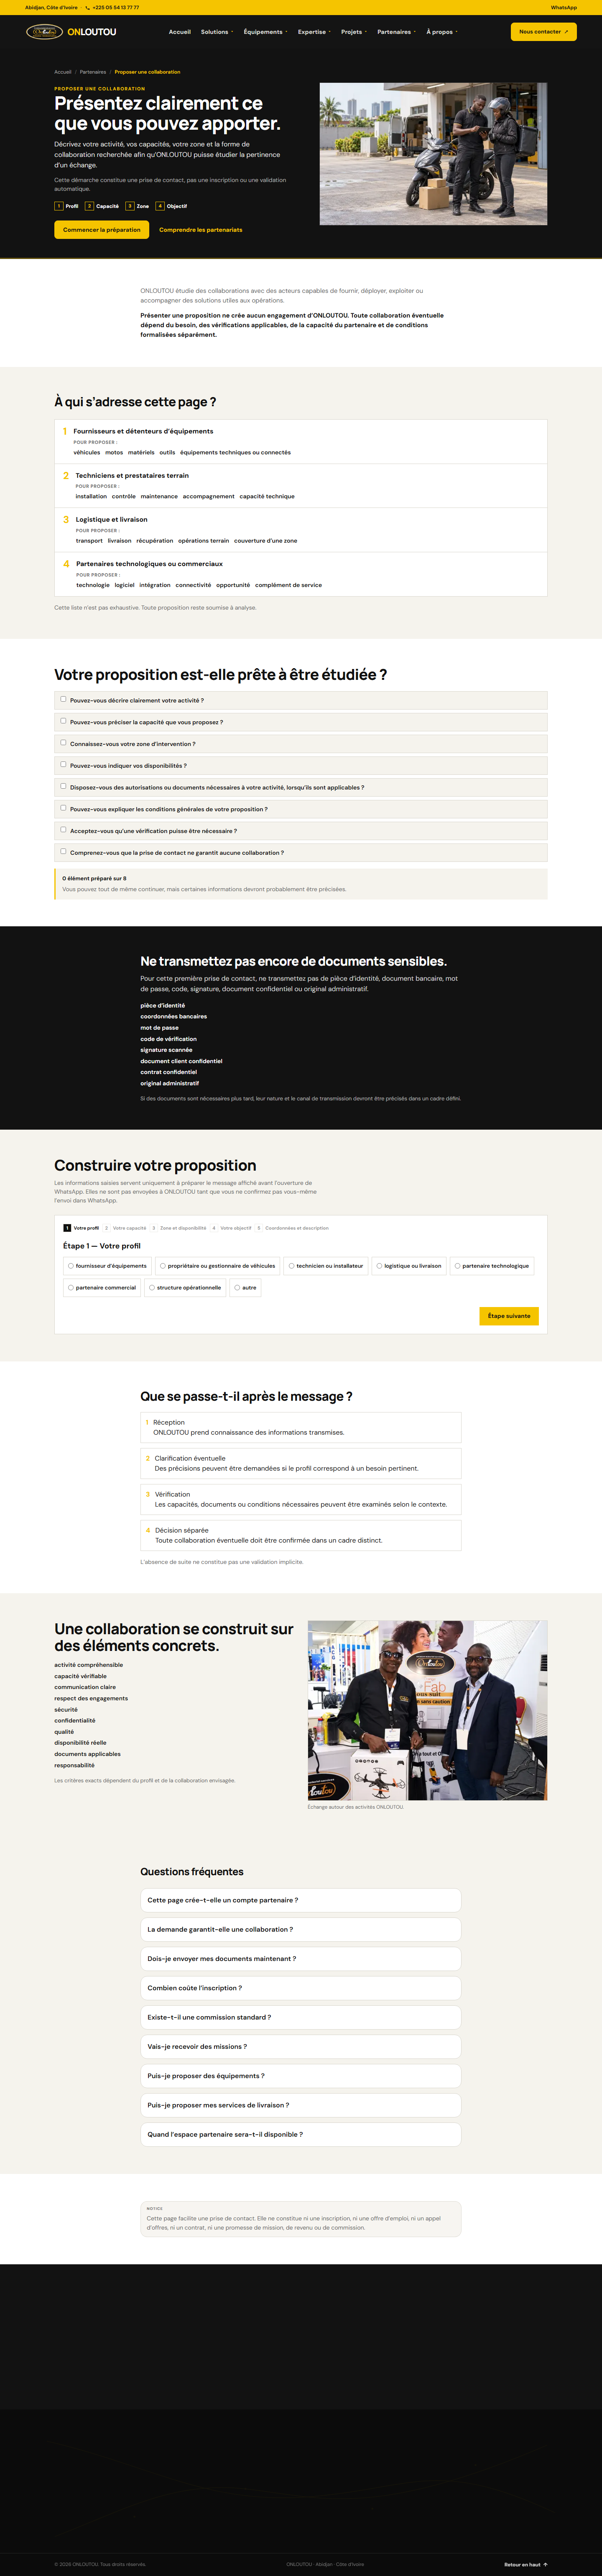 Abidjan, Côte d'Ivoire · +225 05 54 13 77 77
WhatsApp
ONLOUTOU
Accueil Solutions Équipements Expertise Projets Partenaires À propos
Nous contacter ↗
Accueil / Partenaires / Proposer une collaboration
PROPOSER UNE COLLABORATION
Présentez clairement ce
que vous pouvez apporter.
Décrivez votre activité, vos capacités, votre zone et la forme de
collaboration recherchée afin qu'ONLOUTOU puisse étudier la pertinence
d'un échange.
Cette démarche constitue une prise de contact, pas une inscription ou une validation
automatique.
1 Profil 2 Capacité 3 Zone 4 Objectif
Commencer la préparation Comprendre les partenariats
ONLOUTOU étudie des collaborations avec des acteurs capables de fournir, déployer, exploiter ou
accompagner des solutions utiles aux opérations.
Présenter une proposition ne crée aucun engagement d'ONLOUTOU. Toute collaboration éventuelle
dépend du besoin, des vérifications applicables, de la capacité du partenaire et de conditions
formalisées séparément.
À qui s'adresse cette page ?
1 Fournisseurs et détenteurs d'équipements
POUR PROPOSER :
véhicules motos matériels outils équipements techniques ou connectés
2 Techniciens et prestataires terrain
POUR PROPOSER :
installation contrôle maintenance accompagnement capacité technique
3 Logistique et livraison
POUR PROPOSER :
transport livraison récupération opérations terrain couverture d'une zone
4 Partenaires technologiques ou commerciaux
POUR PROPOSER :
technologie logiciel intégration connectivité opportunité complément de service
Cette liste n'est pas exhaustive. Toute proposition reste soumise à analyse.
Votre proposition est-elle prête à être étudiée ?
Pouvez-vous décrire clairement votre activité ?
Pouvez-vous préciser la capacité que vous proposez ?
Connaissez-vous votre zone d'intervention ?
Pouvez-vous indiquer vos disponibilités ?
Disposez-vous des autorisations ou documents nécessaires à votre activité, lorsqu'ils sont applicables ?
Pouvez-vous expliquer les conditions générales de votre proposition ?
Acceptez-vous qu'une vérification puisse être nécessaire ?
Comprenez-vous que la prise de contact ne garantit aucune collaboration ?
0 élément préparé sur 8
Vous pouvez tout de même continuer, mais certaines informations devront probablement être précisées.
Ne transmettez pas encore de documents sensibles.
Pour cette première prise de contact, ne transmettez pas de pièce d'identité, document bancaire, mot
de passe, code, signature, document confidentiel ou original administratif.
pièce d'identité
coordonnées bancaires
mot de passe
code de vérification
signature scannée
document client confidentiel
contrat confidentiel
original administratif
Si des documents sont nécessaires plus tard, leur nature et le canal de transmission devront être précisés dans un cadre défini.
Construire votre proposition
Les informations saisies servent uniquement à préparer le message affiché avant l'ouverture de
WhatsApp. Elles ne sont pas envoyées à ONLOUTOU tant que vous ne confirmez pas vous-même
l'envoi dans WhatsApp.
1 Votre profil 2 Votre capacité 3 Zone et disponibilité 4 Votre objectif 5 Coordonnées et description
Étape 1 — Votre profil
fournisseur d'équipements propriétaire ou gestionnaire de véhicules technicien ou installateur logistique ou livraison partenaire technologique
partenaire commercial structure opérationnelle autre
Étape suivante
Que se passe-t-il après le message ?
1 Réception
ONLOUTOU prend connaissance des informations transmises.
2 Clarification éventuelle
Des précisions peuvent être demandées si le profil correspond à un besoin pertinent.
3 Vérification
Les capacités, documents ou conditions nécessaires peuvent être examinés selon le contexte.
4 Décision séparée
Toute collaboration éventuelle doit être confirmée dans un cadre distinct.
L'absence de suite ne constitue pas une validation implicite.
Une collaboration se construit sur
des éléments concrets.
activité compréhensible
capacité vérifiable
communication claire
respect des engagements
sécurité
confidentialité
qualité
disponibilité réelle
documents applicables
responsabilité
Les critères exacts dépendent du profil et de la collaboration envisagée.
Onloutou
Échange autour des activités ONLOUTOU.
Questions fréquentes
Cette page crée-t-elle un compte partenaire ?
La demande garantit-elle une collaboration ?
Dois-je envoyer mes documents maintenant ?
Combien coûte l'inscription ?
Existe-t-il une commission standard ?
Vais-je recevoir des missions ?
Puis-je proposer des équipements ?
Puis-je proposer mes services de livraison ?
Quand l'espace partenaire sera-t-il disponible ?
NOTICE
Cette page facilite une prise de contact. Elle ne constitue ni une inscription, ni une offre d'emploi, ni un appel
d'offres, ni un contrat, ni une promesse de mission, de revenu ou de commission.
© 2026 ONLOUTOU. Tous droits réservés.
ONLOUTOU · Abidjan · Côte d'Ivoire
Retour en haut ↑